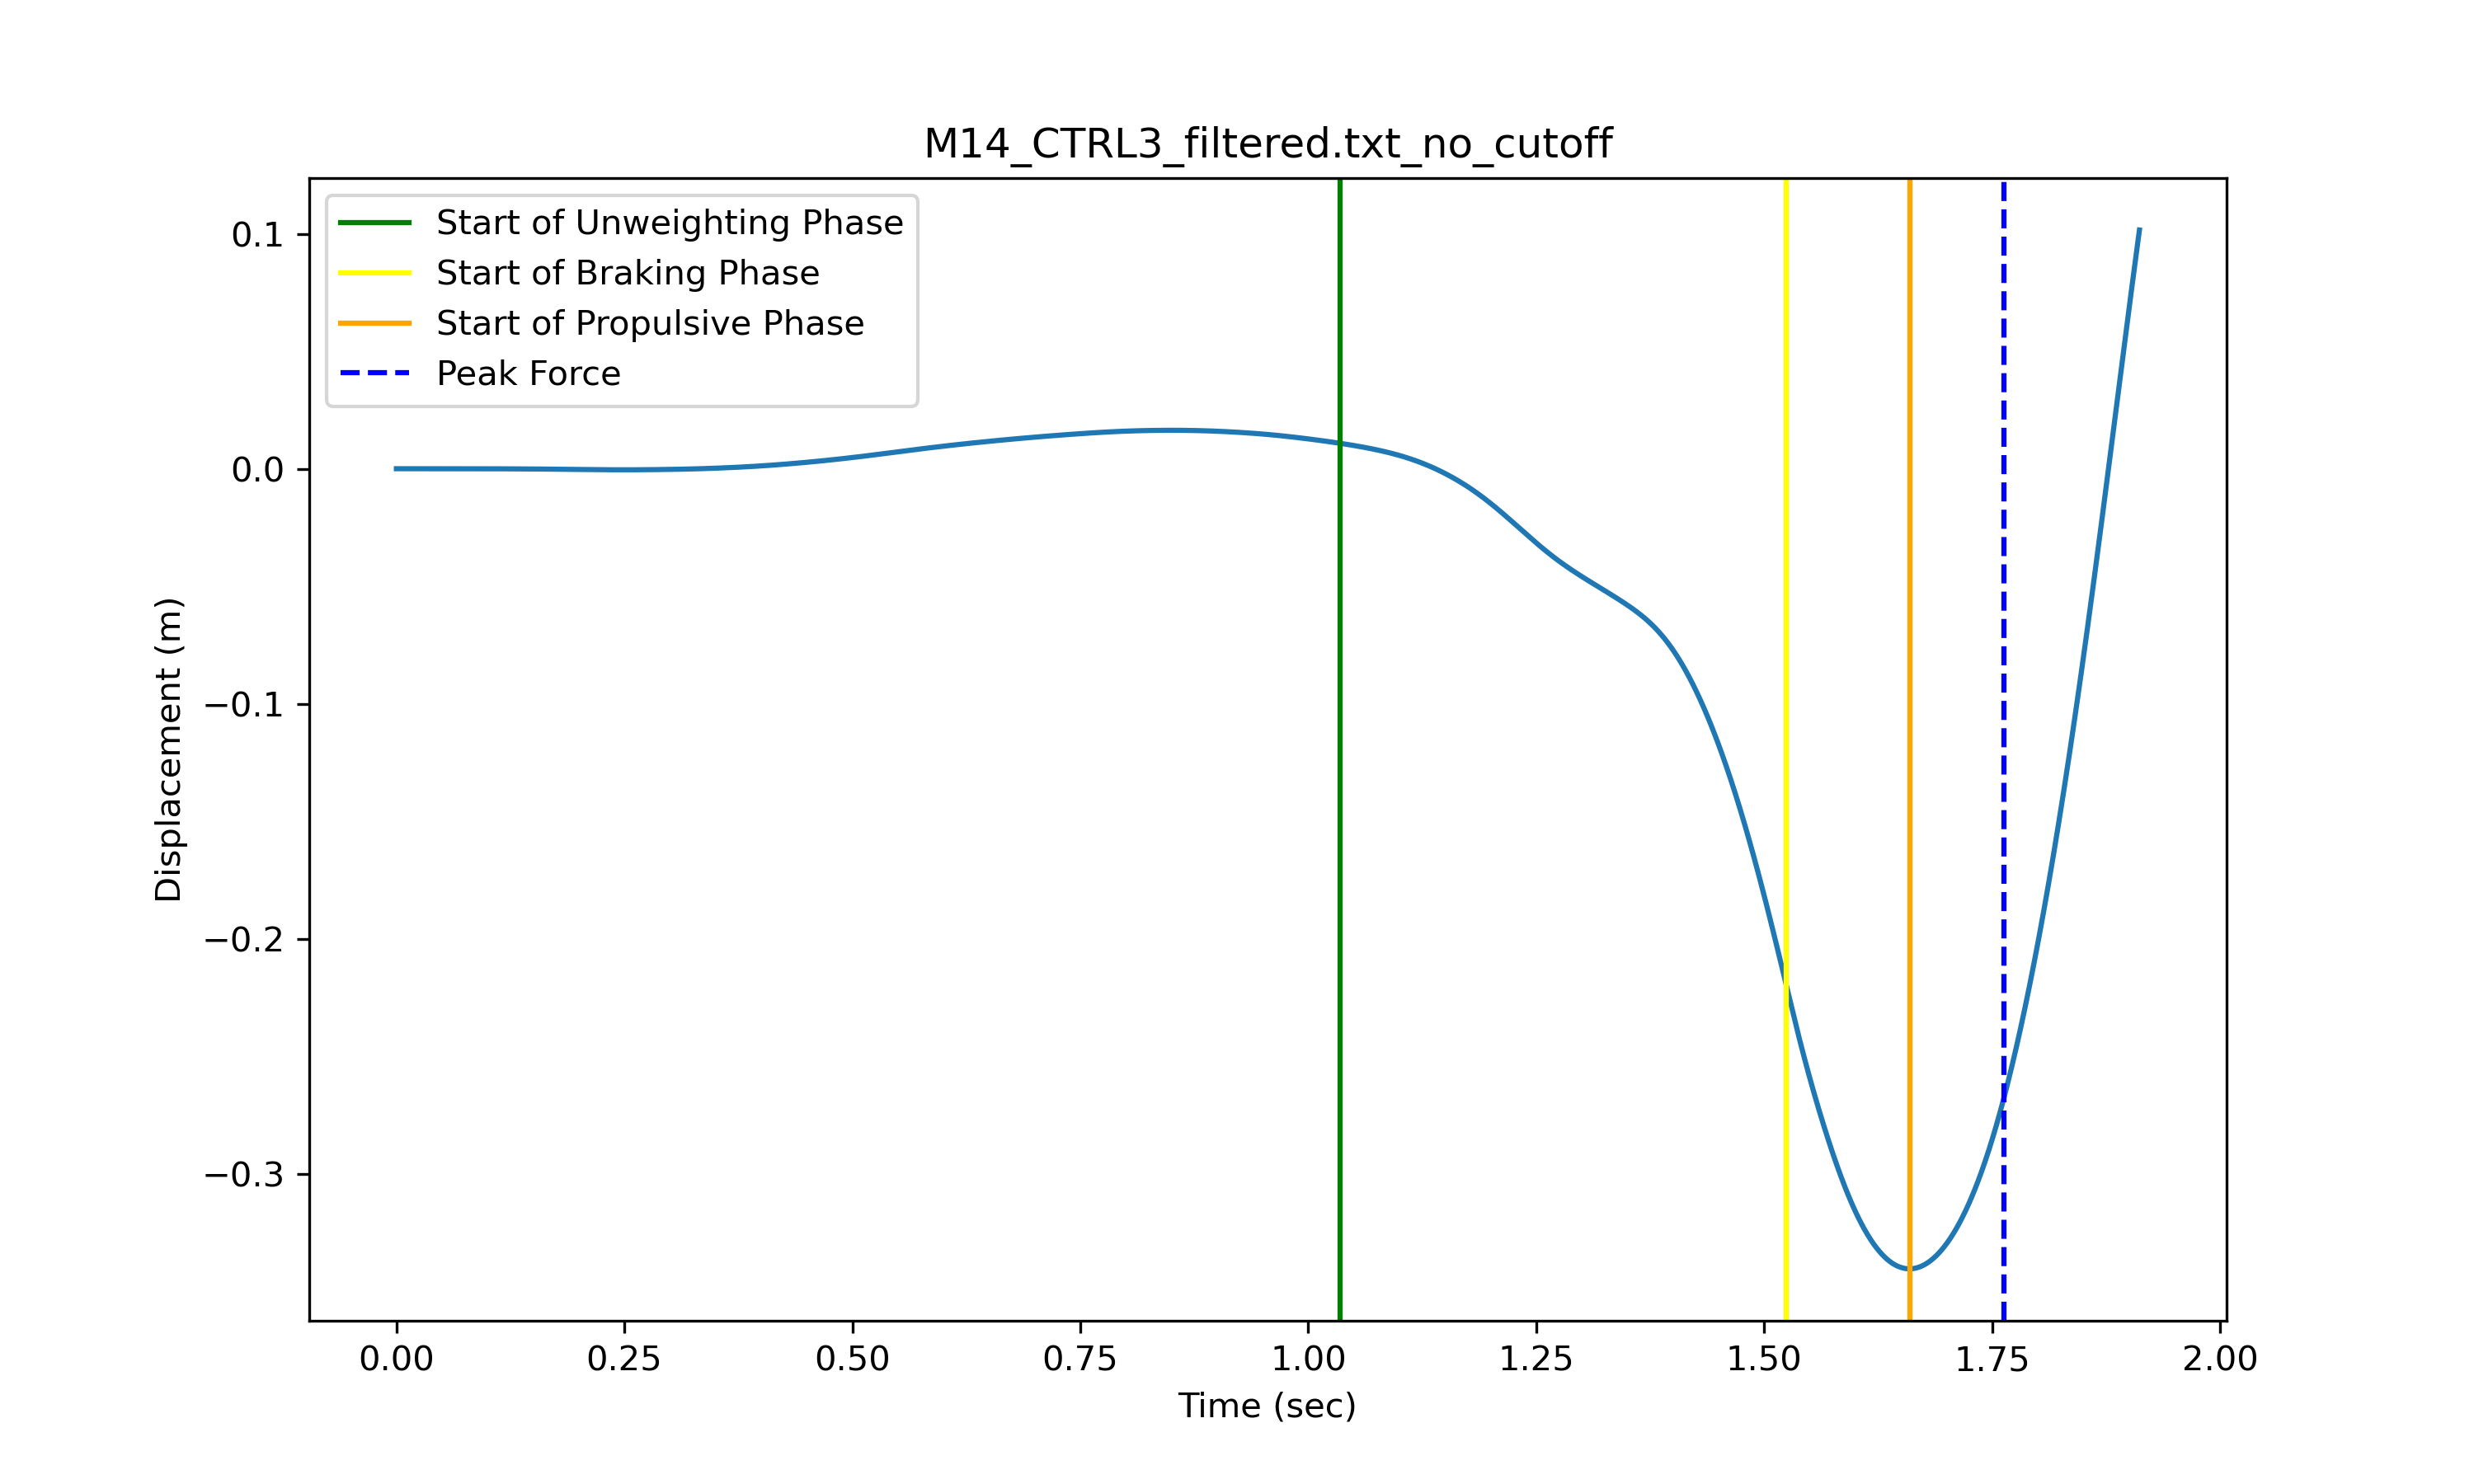 M14_CTRL3_filtered.txt_no_cutoff
Start of Unweighting Phase
Start of Braking Phase
Start of Propulsive Phase
Peak Force
0.1
0.0
−0.1
−0.2
−0.3
Displacement (m)
0.00 0.25 0.50 0.75 1.00 1.25 1.50 1.75 2.00
Time (sec)